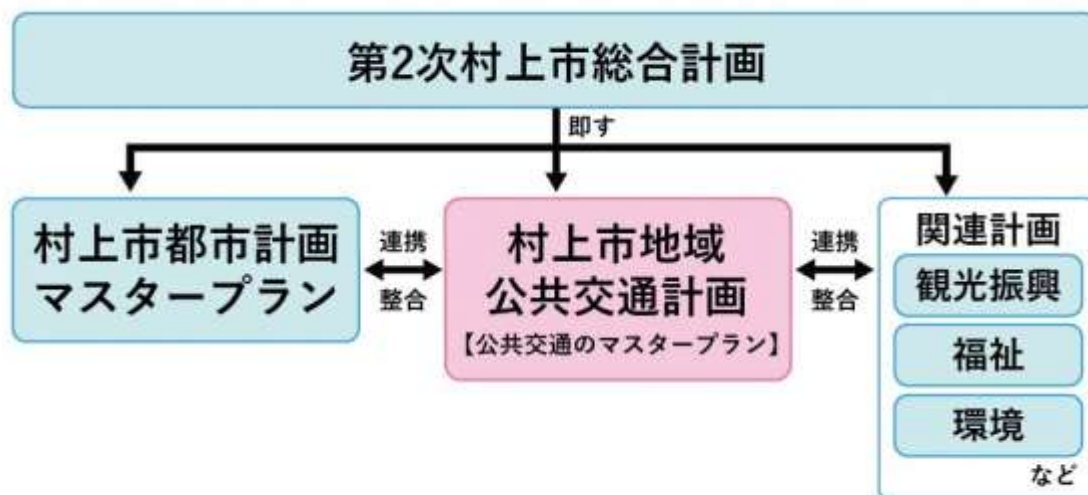 第2次村上市総合計画
即す
村上市都市計画
マスタープラン
連携
整合
村上市地域
公共交通計画
【公共交通のマスタープラン】
連携
整合
関連計画
観光振興
福祉
環境
など